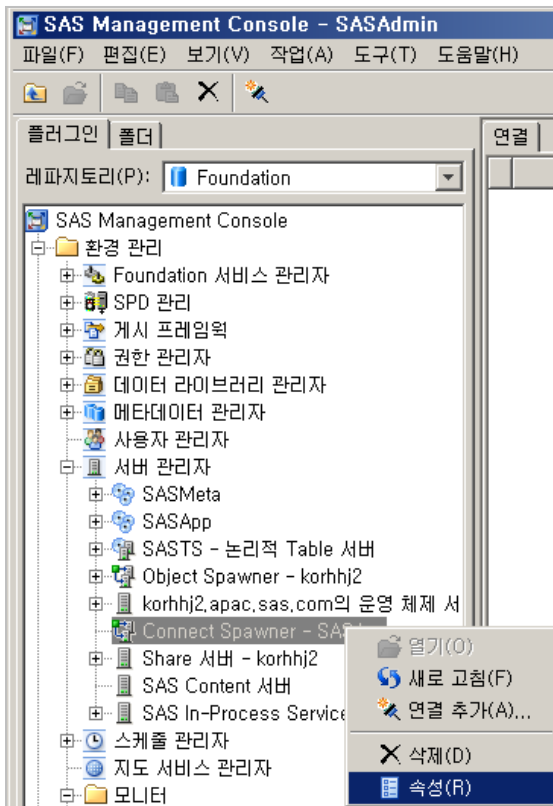 SAS Management Console - SASAdmin
파일(F) 편집(E) 보기(V) 작업(A) 도구(T) 도움말(H)
플러그인 폴더
연결
레파지토리(P): Foundation
SAS Management Console
환경 관리
Foundation 서비스 관리자
SPD 관리
게시 프레임웍
권한 관리자
데이터 라이브러리 관리자
메타데이터 관리자
사용자 관리자
서버 관리자
SASMeta
SASApp
SASTS - 논리적 Table 서버
Object Spawner - korhhj2
korhhj2.apac.sas.com의 운영 체제 서
Connect Spawner -
Share 서버 - korhhj2
SAS Content 서버
SAS In-Process Service
스케줄 관리자
지도 서비스 관리자
모니터
열기(O)
새로 고침(F)
연결 추가(A)...
삭제(D)
속성(R)